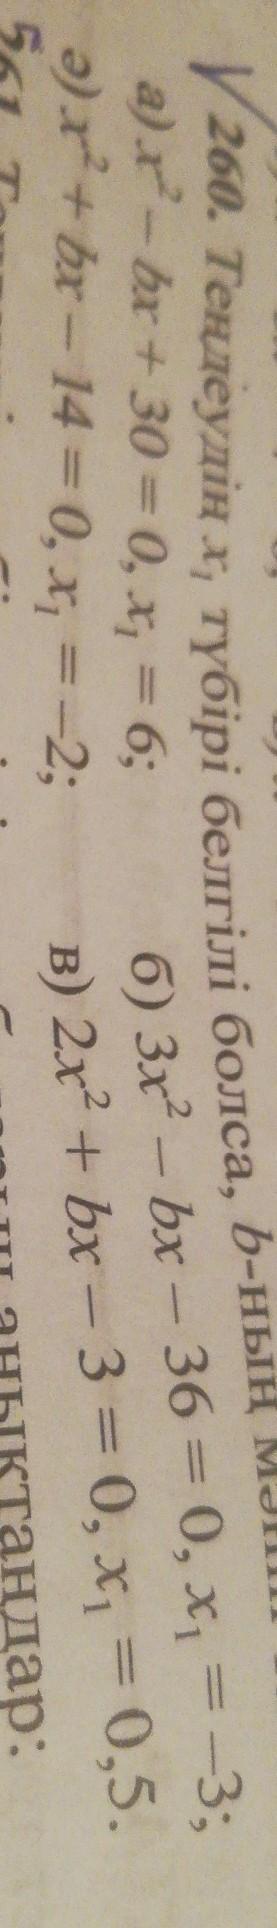 260. Теңдеудің x₁ түбірі белгілі болса, b-ның
а) x² – bx + 30 = 0, x₁ = 6; б) 3x² – bx – 36 = 0, x₁ = –3;
ә) x² + bx – 14 = 0, x₁ = –2; в) 2x² + bx – 3 = 0, x₁ = 0,5.